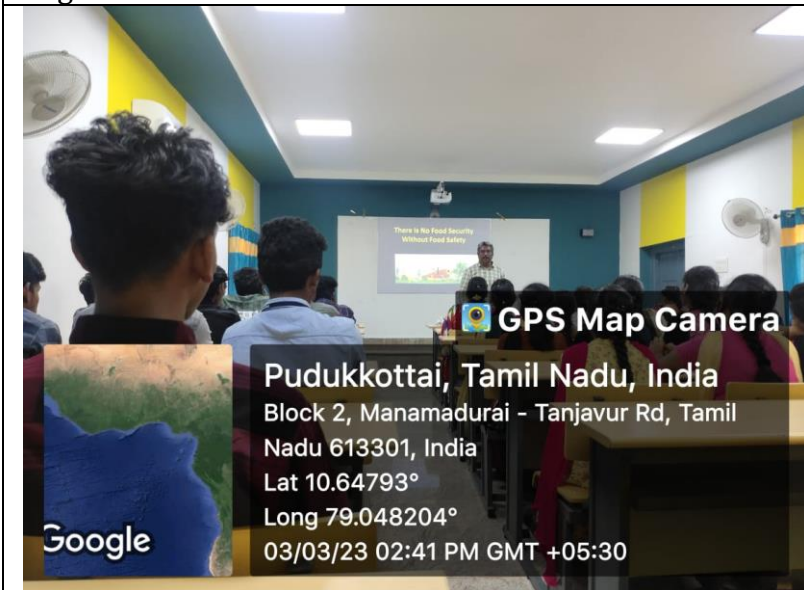 There is No Food Security
Without Food Safety
GPS Map Camera
Pudukkottai, Tamil Nadu, India
Block 2, Manamadurai - Tanjavur Rd, Tamil
Nadu 613301, India
Lat 10.64793°
Long 79.048204°
03/03/23 02:41 PM GMT +05:30
Google